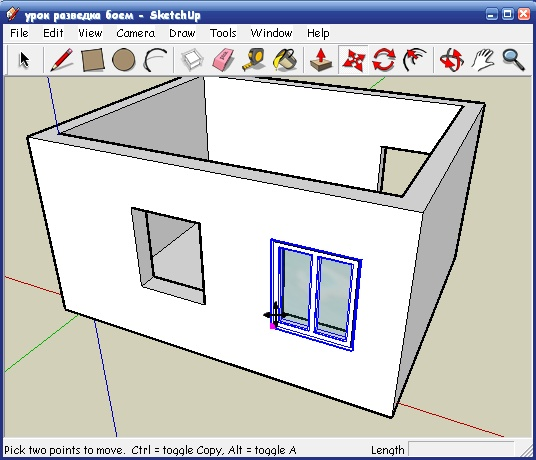 урок разведка боем - SketchUp
File Edit View Camera Draw Tools Window Help
Pick two points to move. Ctrl = toggle Copy, Alt = toggle A
Length